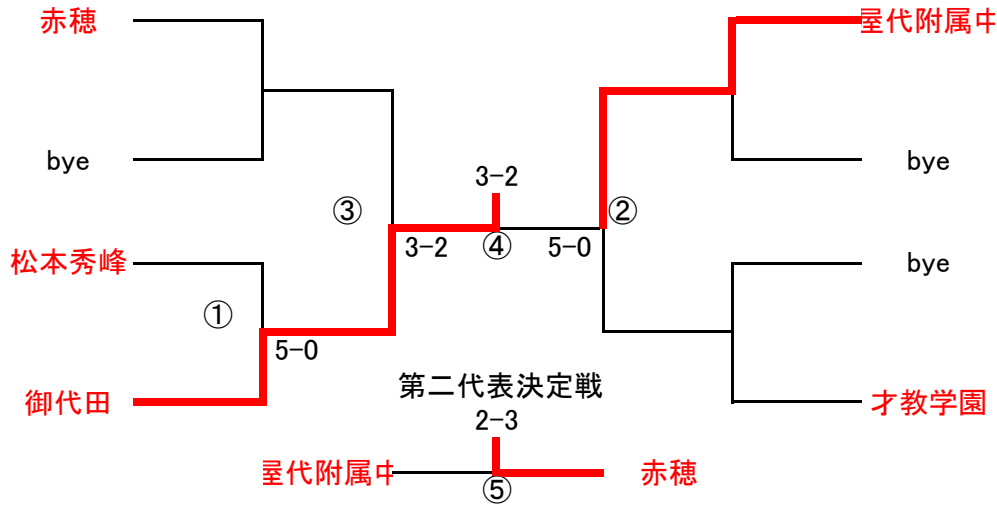 赤穂
屋代附属中
bye
bye
3-2
③
②
3-2
④
5-0
松本秀峰
bye
①
5-0
第二代表決定戦
御代田
才教学園
2-3
屋代附属中
赤穂
⑤